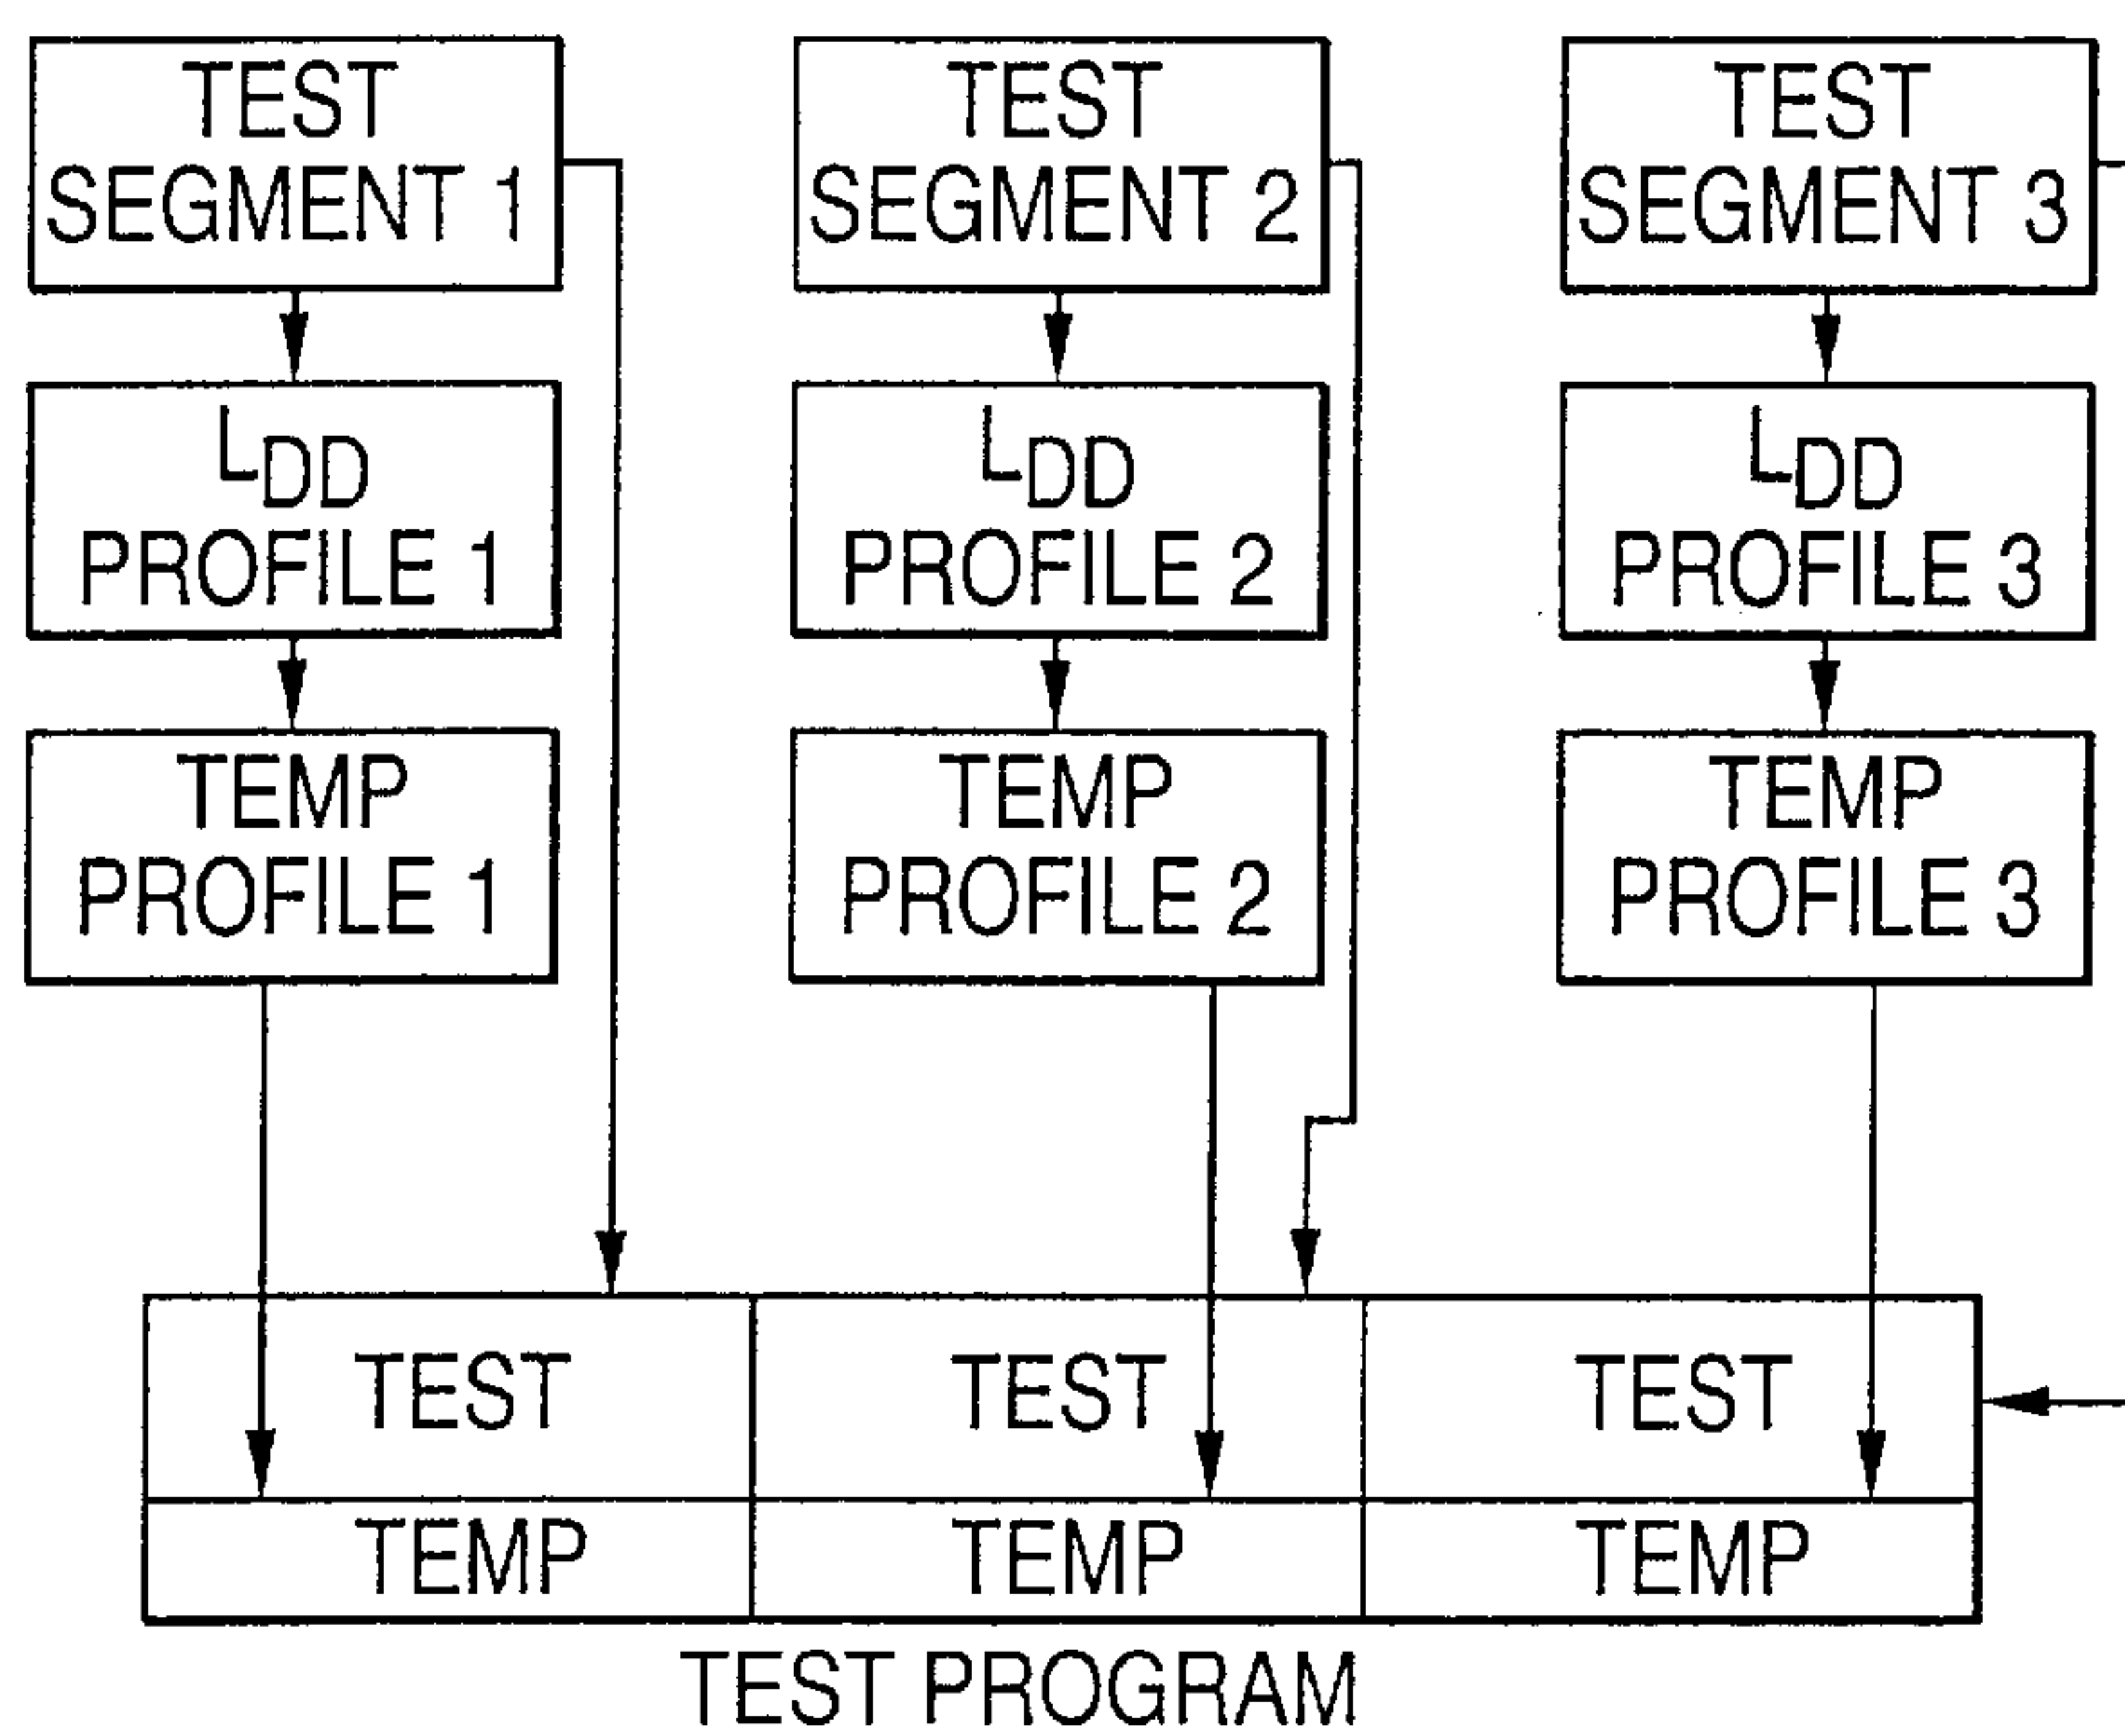 TEST
SEGMENT 1
TEST
SEGMENT 2
TEST
SEGMENT 3
LDD
PROFILE 1
LDD
PROFILE 2
LDD
PROFILE 3
TEMP
PROFILE 1
TEMP
PROFILE 2
TEMP
PROFILE 3
TEST
TEST
TEST
TEMP
TEMP
TEMP
TEST PROGRAM